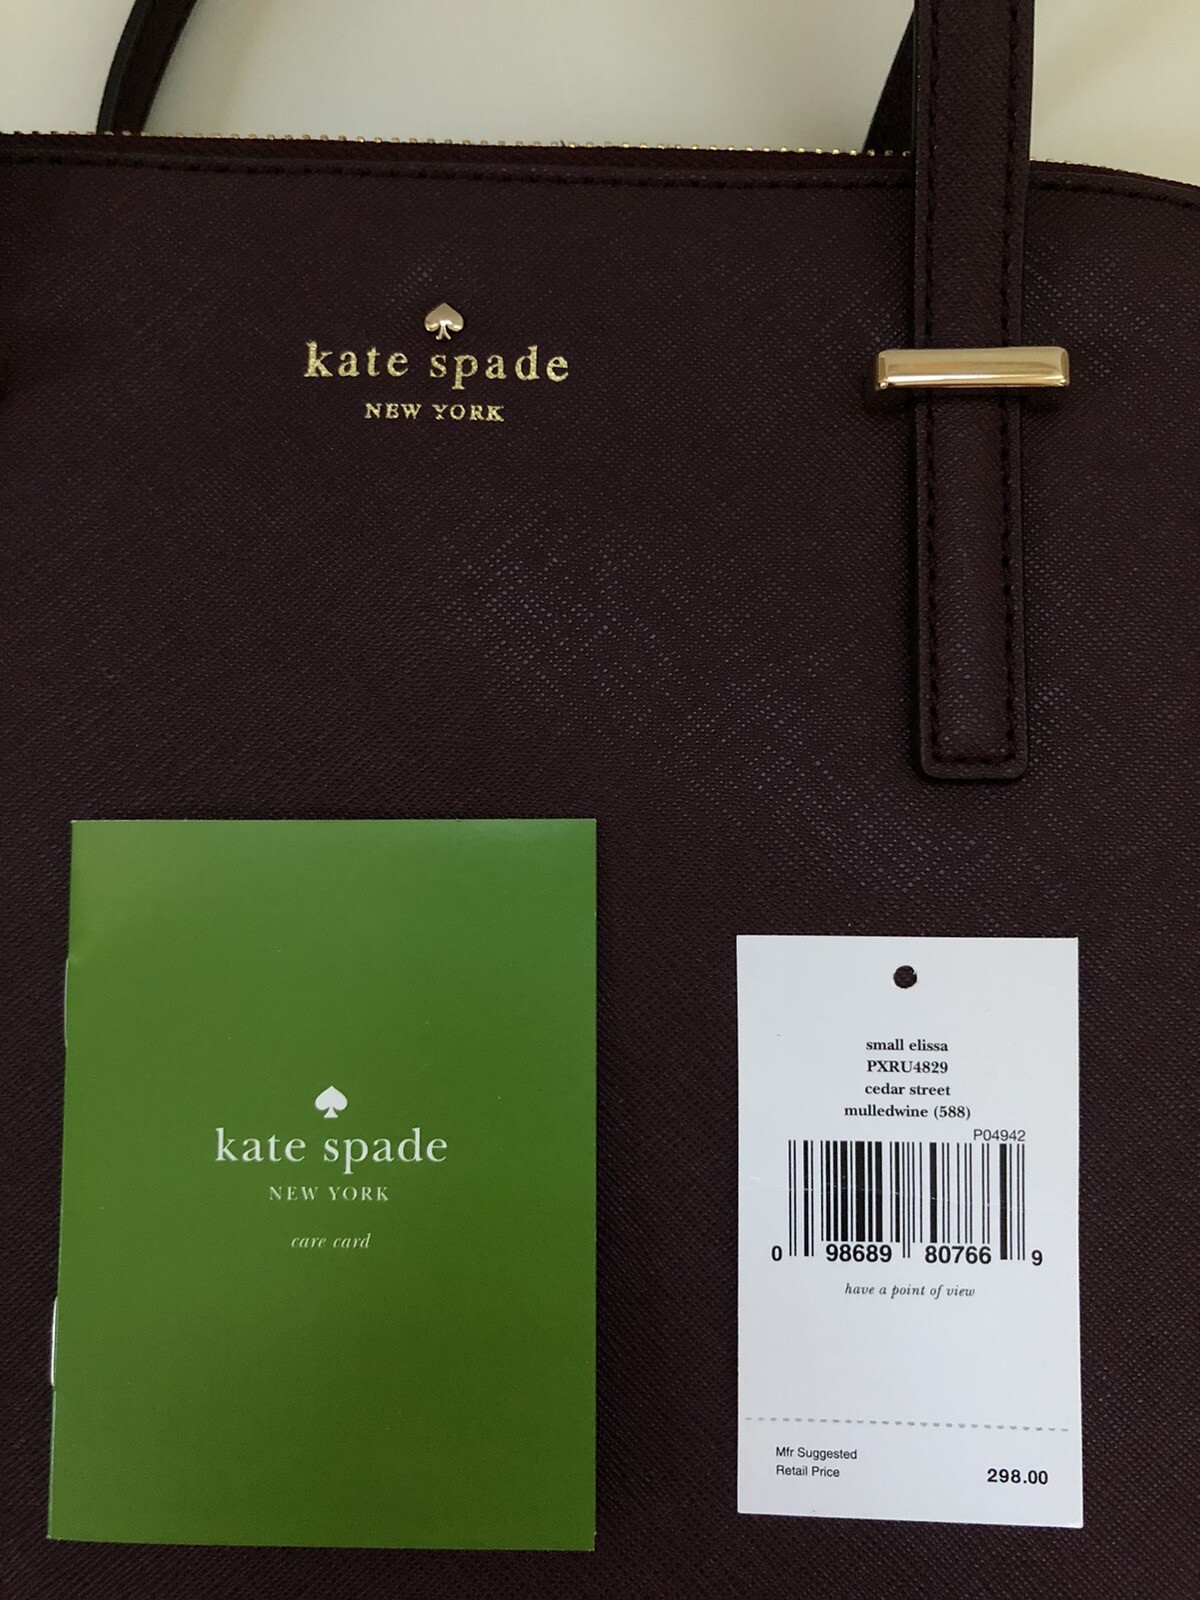 kate spade
NEW YORK
kate spade
NEW YORK
care card
small elissa
PXRU4829
cedar street
mulledwine (588)
P04942
0 98689 80766 9
have a point of view
Mfr Suggested
Retail Price 298.00